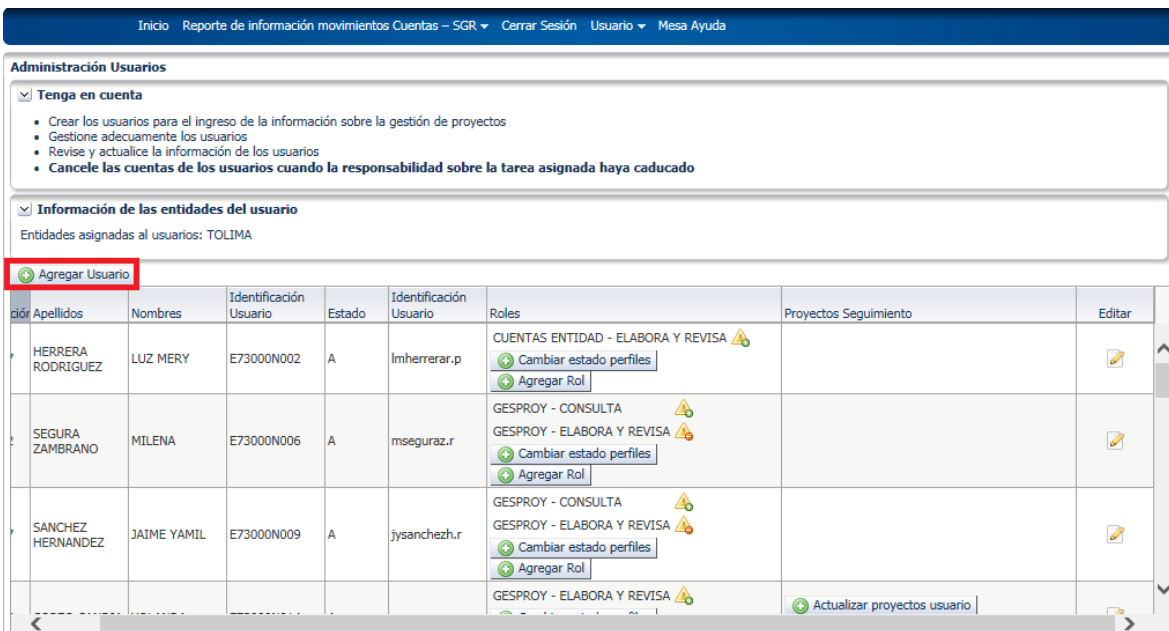 Inicio Reporte de información movimientos Cuentas – SGR Cerrar Sesión Usuario Mesa Ayuda
Administración Usuarios
Tenga en cuenta
• Crear los usuarios para el ingreso de la información sobre la gestión de proyectos
• Gestione adecuamente los usuarios
• Revise y actualice la información de los usuarios
• Cancele las cuentas de los usuarios cuando la responsabilidad sobre la tarea asignada haya caducado
Información de las entidades del usuario
Entidades asignadas al usuarios: TOLIMA
Agregar Usuario
ción Apellidos Nombres Identificación Usuario Estado Identificación Usuario Roles Proyectos Seguimiento Editar
HERRERA RODRIGUEZ LUZ MERY E73000N002 A lmherrerar.p CUENTAS ENTIDAD - ELABORA Y REVISA
Cambiar estado perfiles
Agregar Rol
SEGURA ZAMBRANO MILENA E73000N006 A mseguraz.r GESPROY - CONSULTA
GESPROY - ELABORA Y REVISA
Cambiar estado perfiles
Agregar Rol
SANCHEZ HERNANDEZ JAIME YAMIL E73000N009 A jysanchezh.r GESPROY - CONSULTA
GESPROY - ELABORA Y REVISA
Cambiar estado perfiles
Agregar Rol
GESPROY - ELABORA Y REVISA
Actualizar proyectos usuario